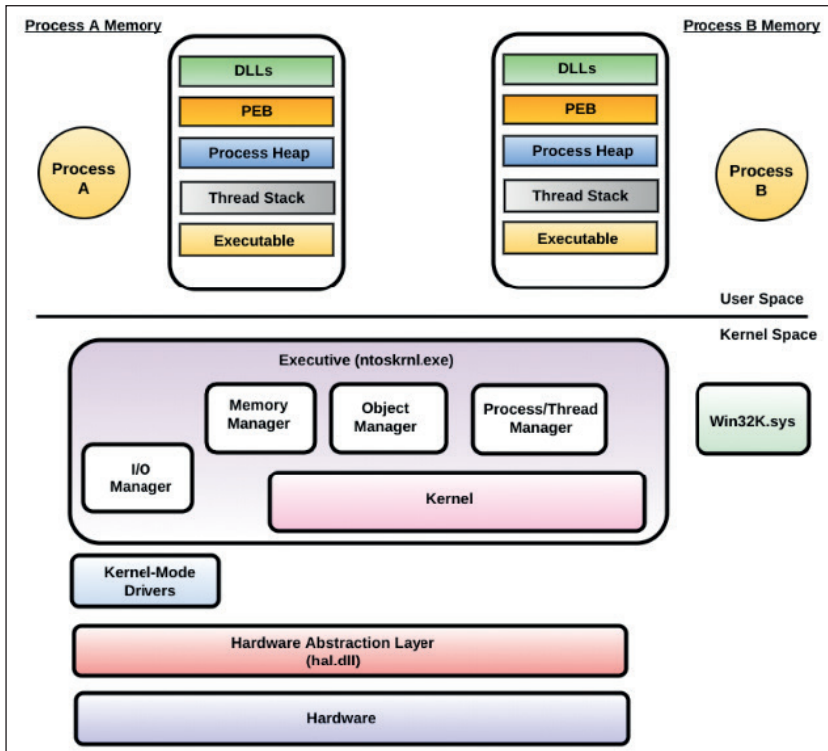 Process A Memory
Process B Memory
DLLs
PEB
Process Heap
Thread Stack
Executable
Process
A
DLLs
PEB
Process Heap
Thread Stack
Executable
Process
B
User Space
Kernel Space
Executive (ntoskrnl.exe)
Memory
Manager
Object
Manager
Process/Thread
Manager
I/O
Manager
Kernel
Win32K.sys
Kernel-Mode
Drivers
Hardware Abstraction Layer
(hal.dll)
Hardware